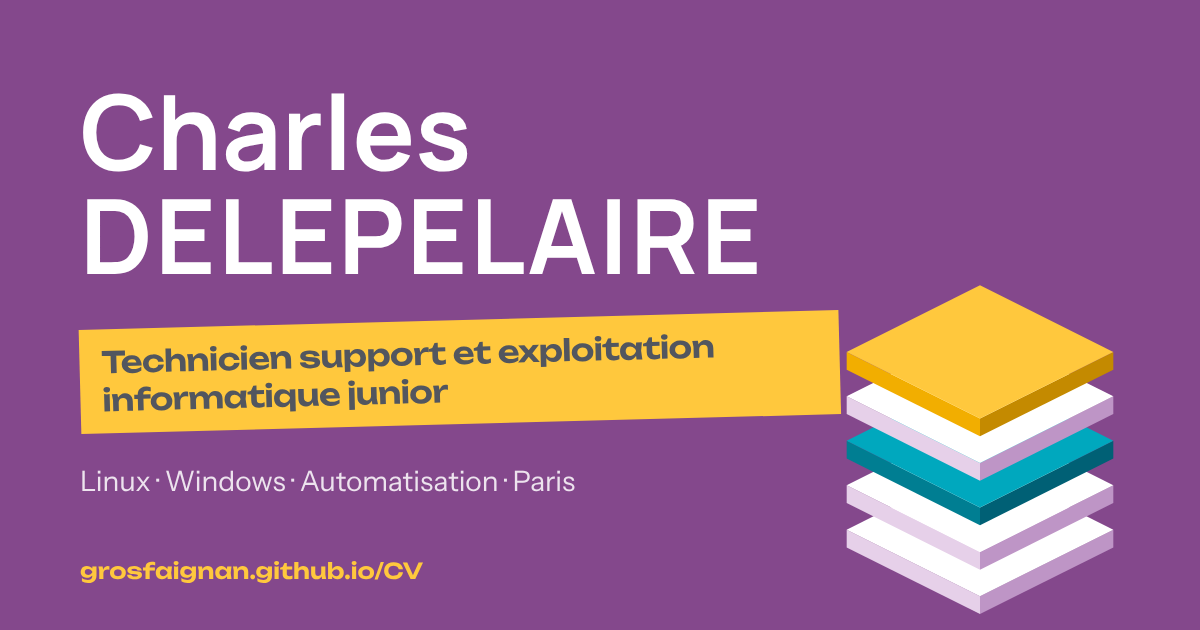 Charles
DELEPELAIRE
Technicien support et exploitation
informatique junior
Linux · Windows · Automatisation · Paris
grosfaignan.github.io/CV